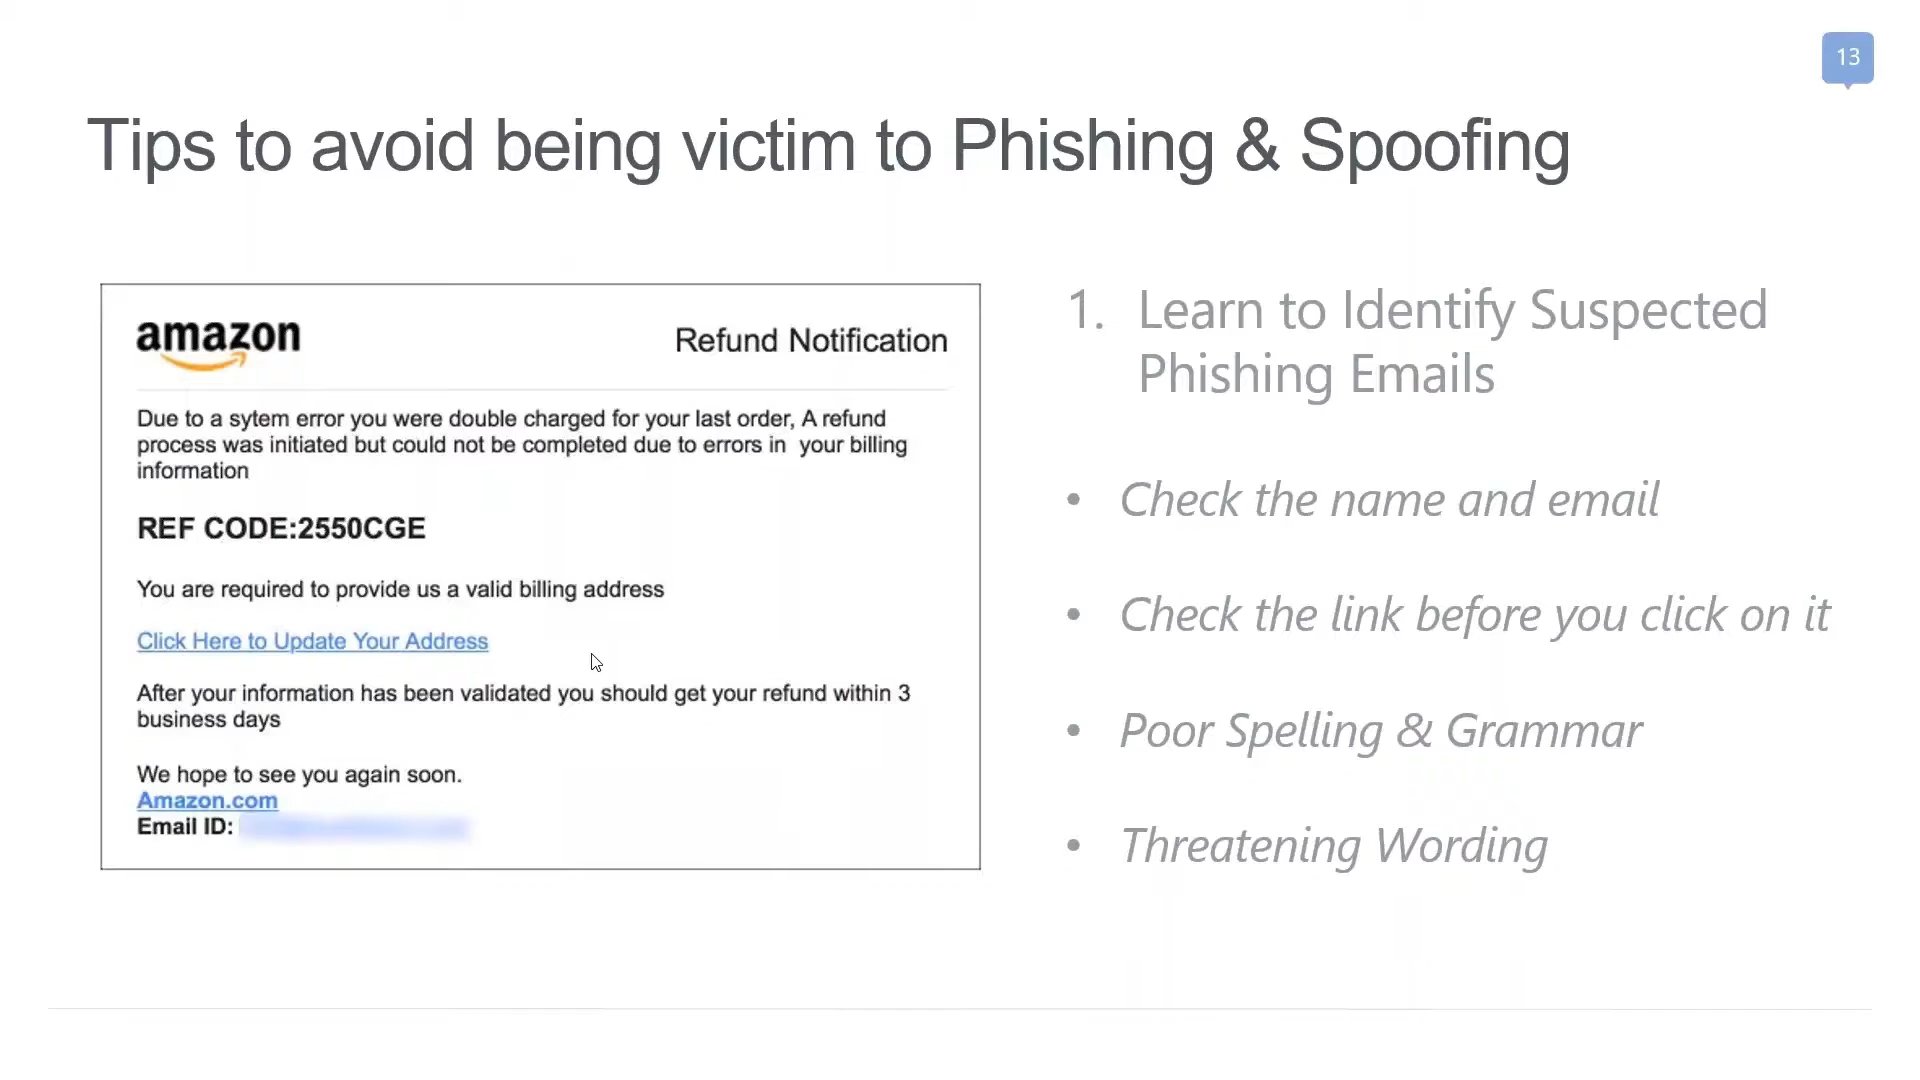 13
Tips to avoid being victim to Phishing & Spoofing
amazon
Refund Notification
Due to a sytem error you were double charged for your last order, A refund
process was initiated but could not be completed due to errors in your billing
information
REF CODE:2550CGE
You are required to provide us a valid billing address
Click Here to Update Your Address
After your information has been validated you should get your refund within 3
business days
We hope to see you again soon.
Amazon.com
Email ID:
1. Learn to Identify Suspected
Phishing Emails
• Check the name and email
• Check the link before you click on it
• Poor Spelling & Grammar
• Threatening Wording